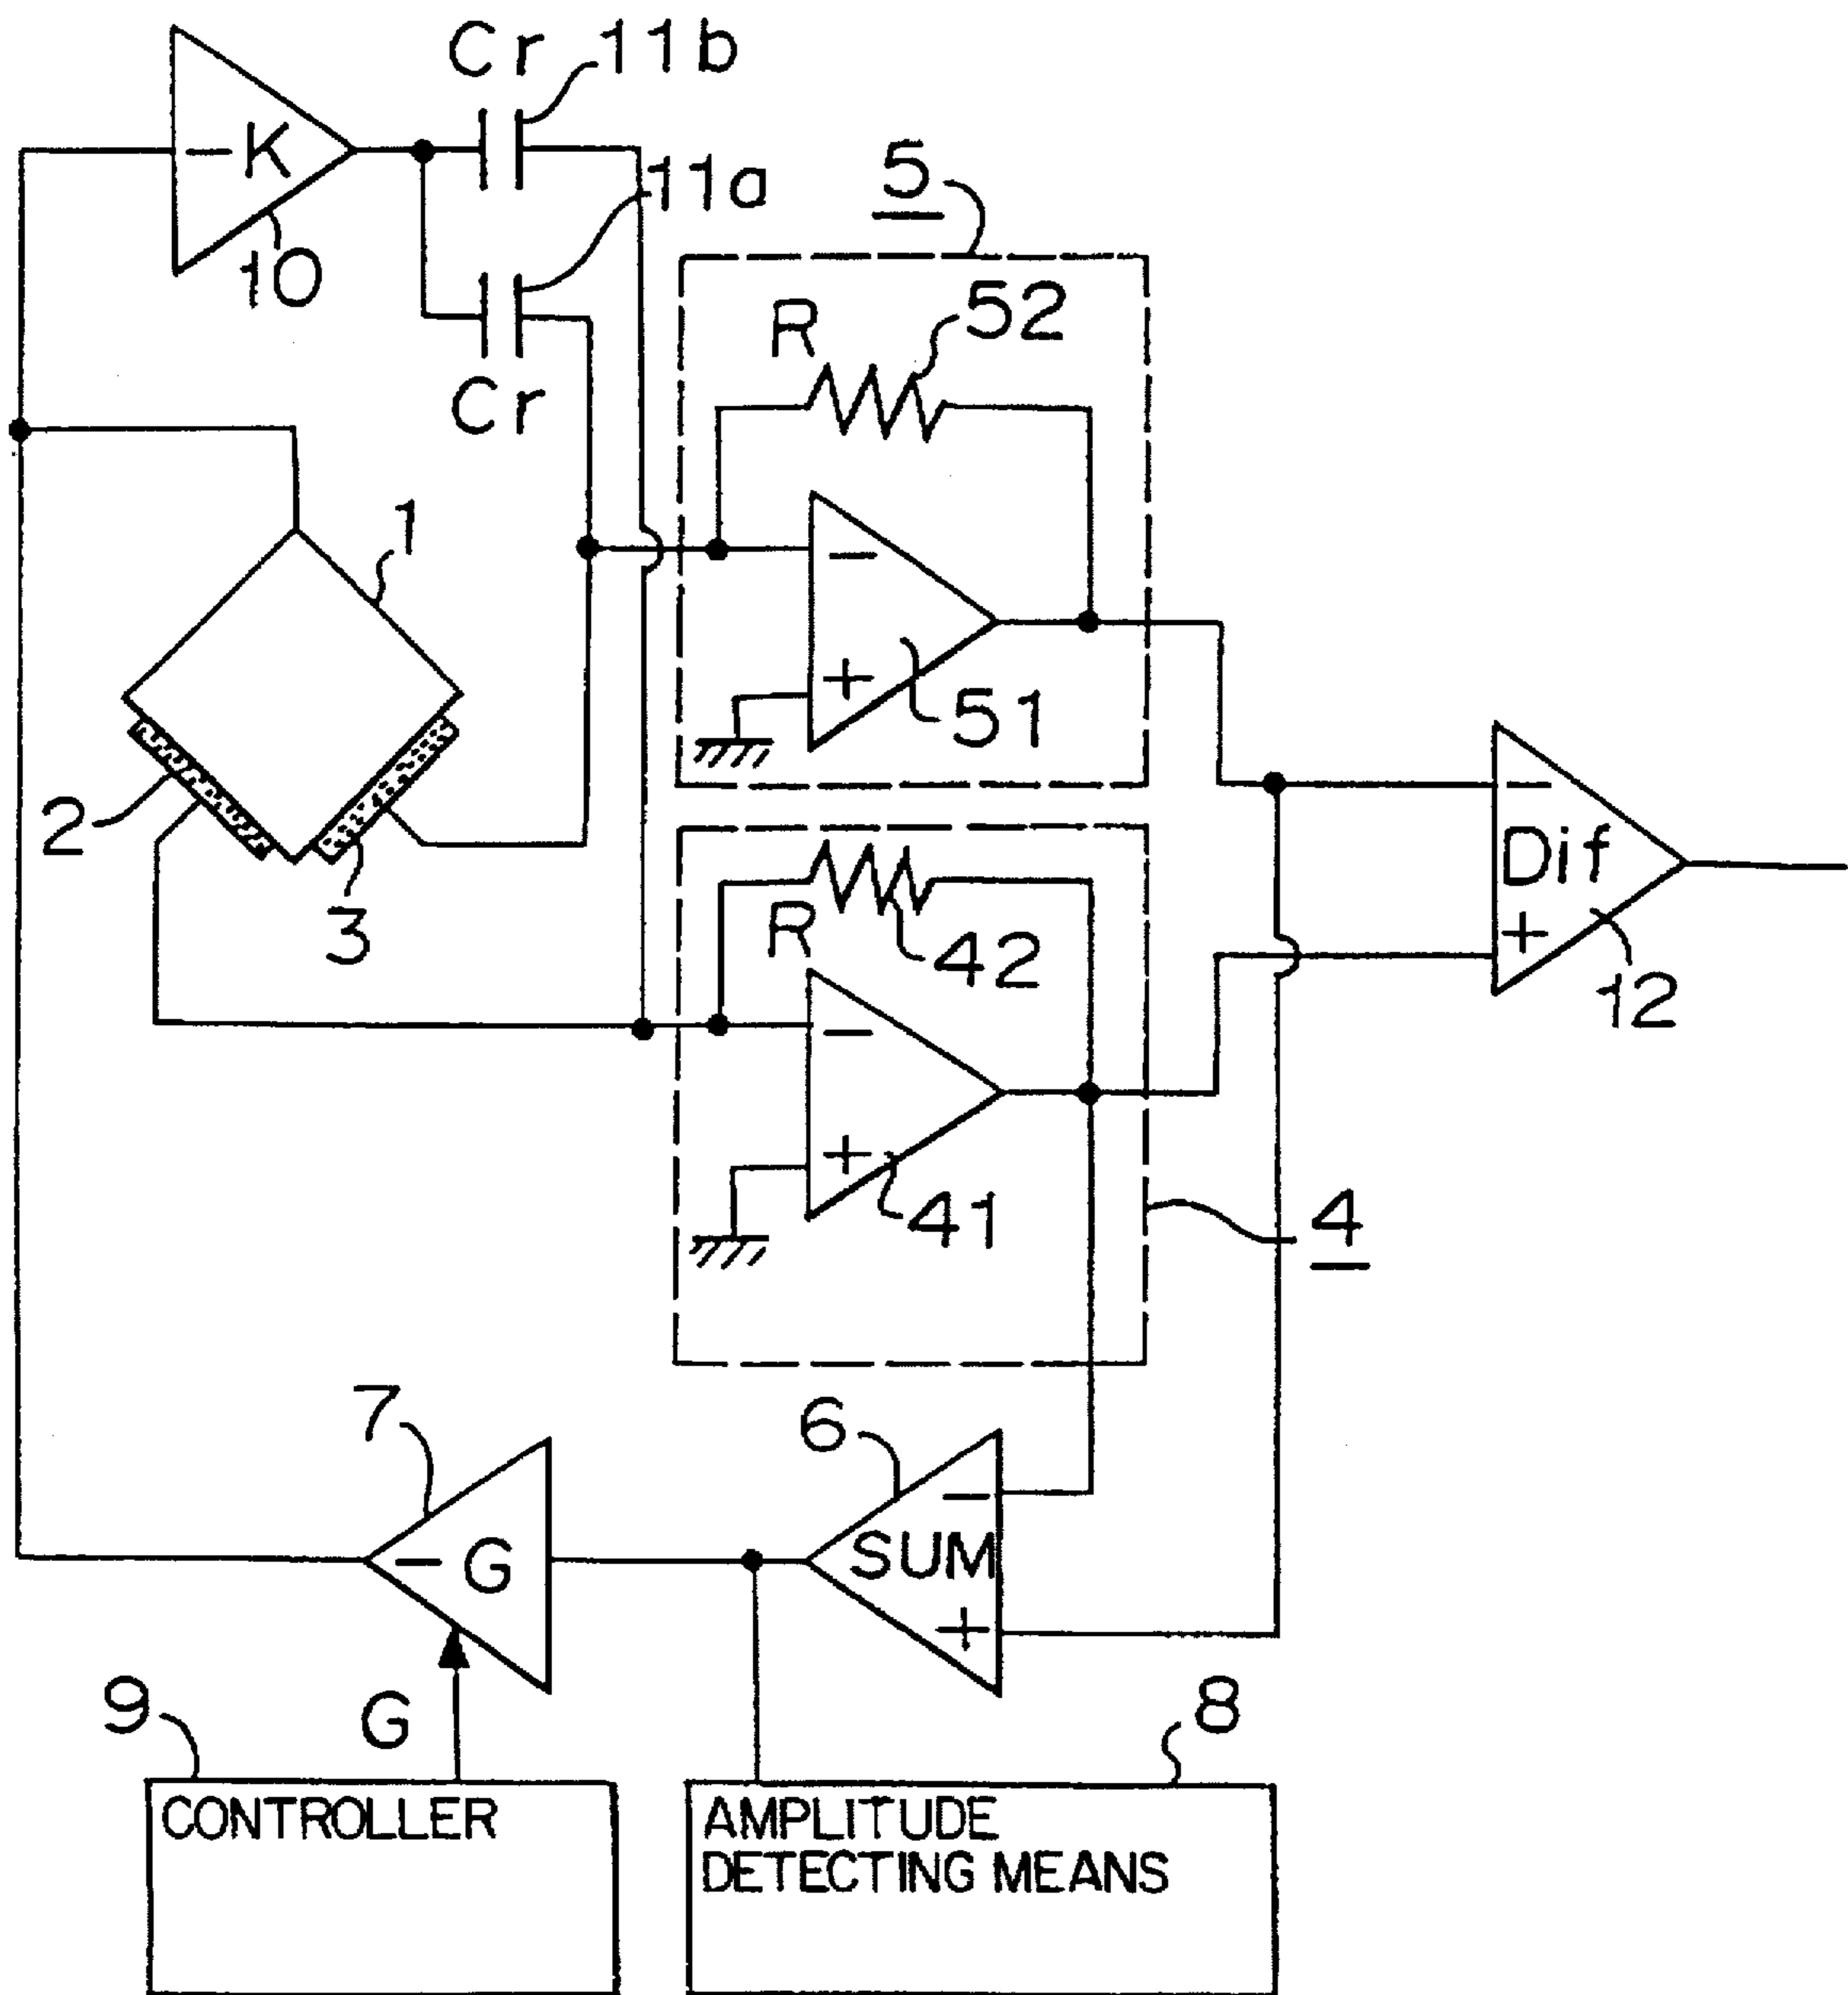 Cr 11b
-K
11a
5
10
R 52
Cr
1
-
+
51
2
3
-
Dif
+
12
R 42
-
+
41
4
7
6
-
SUM
+
-G
9
G
8
CONTROLLER
AMPLITUDE
DETECTING MEANS